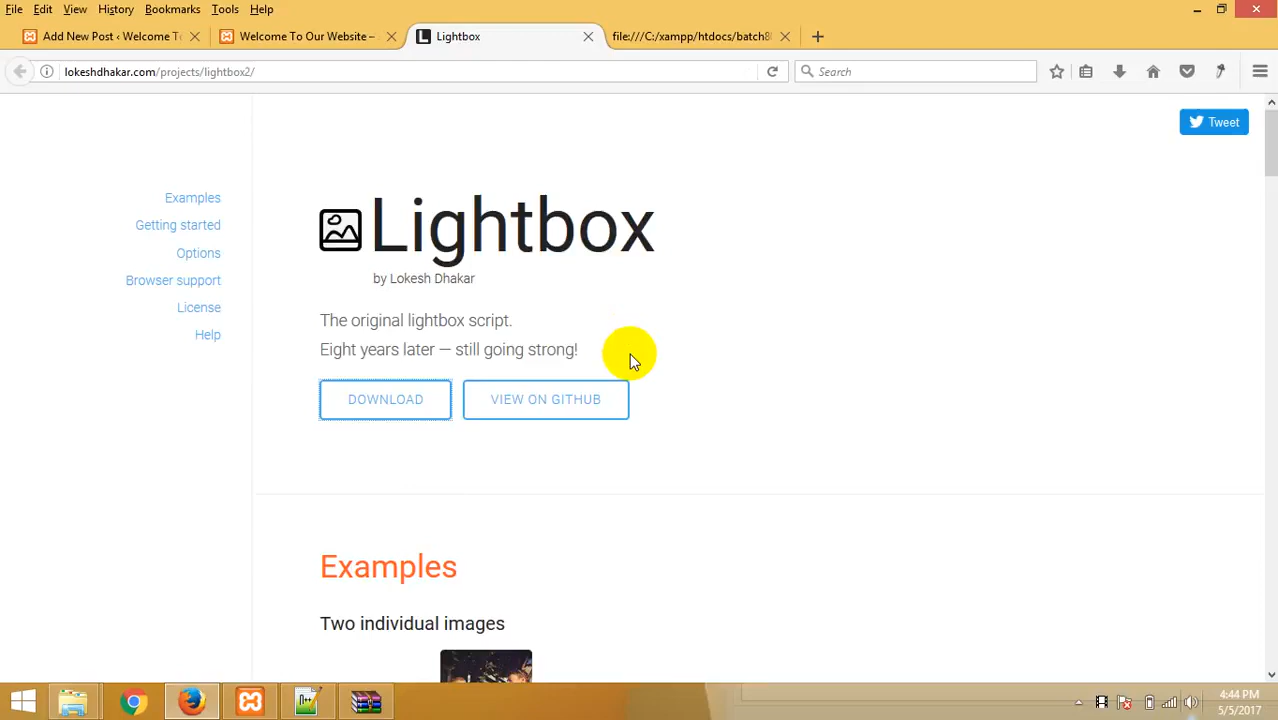 File Edit View History Bookmarks Tools Help
Add New Post ‹ Welcome T
Welcome To Our Website –
L Lightbox
file:///C:/xampp/htdocs/batch8
lokeshdhakar.com/projects/lightbox2/
Search
Tweet
Examples
Getting started
Options
Browser support
License
Help
Lightbox
by Lokesh Dhakar
The original lightbox script.
Eight years later — still going strong!
DOWNLOAD
VIEW ON GITHUB
Examples
Two individual images
4:44 PM
5/5/2017